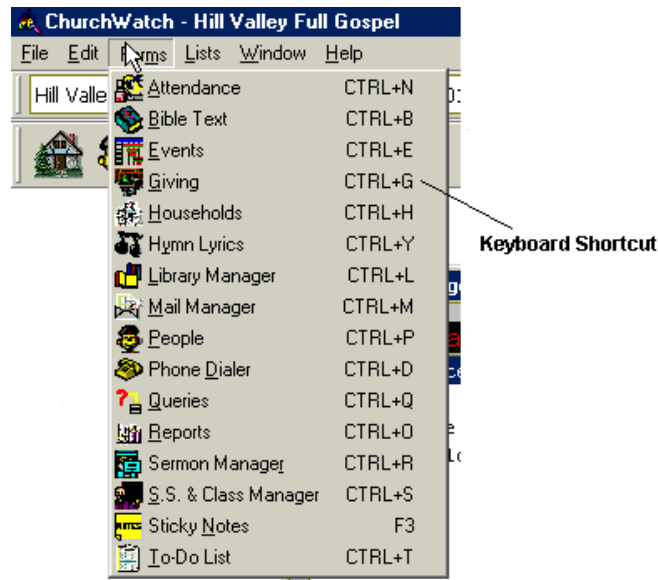 ChurchWatch - Hill Valley Full Gospel
File Edit Forms Lists Window Help
Hill Valle
Attendance CTRL+N
Bible Text CTRL+B
Events CTRL+E
Giving CTRL+G
Households CTRL+H
Keyboard Shortcut
Hymn Lyrics CTRL+Y
Library Manager CTRL+L
Mail Manager CTRL+M
People CTRL+P
Phone Dialer CTRL+D
Queries CTRL+Q
Reports CTRL+O
Sermon Manager CTRL+R
S.S. & Class Manager CTRL+S
Sticky Notes F3
To-Do List CTRL+T